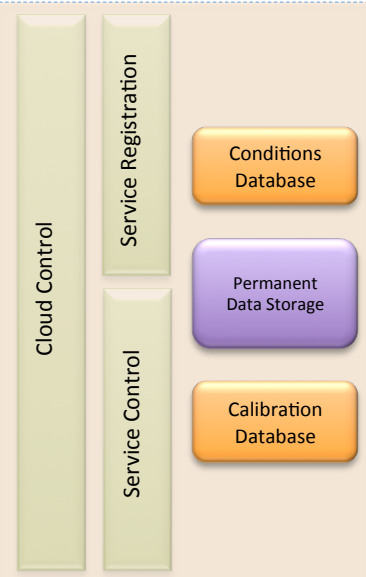 Cloud Control
Service Registration
Service Control
Conditions
Database
Permanent
Data Storage
Calibration
Database